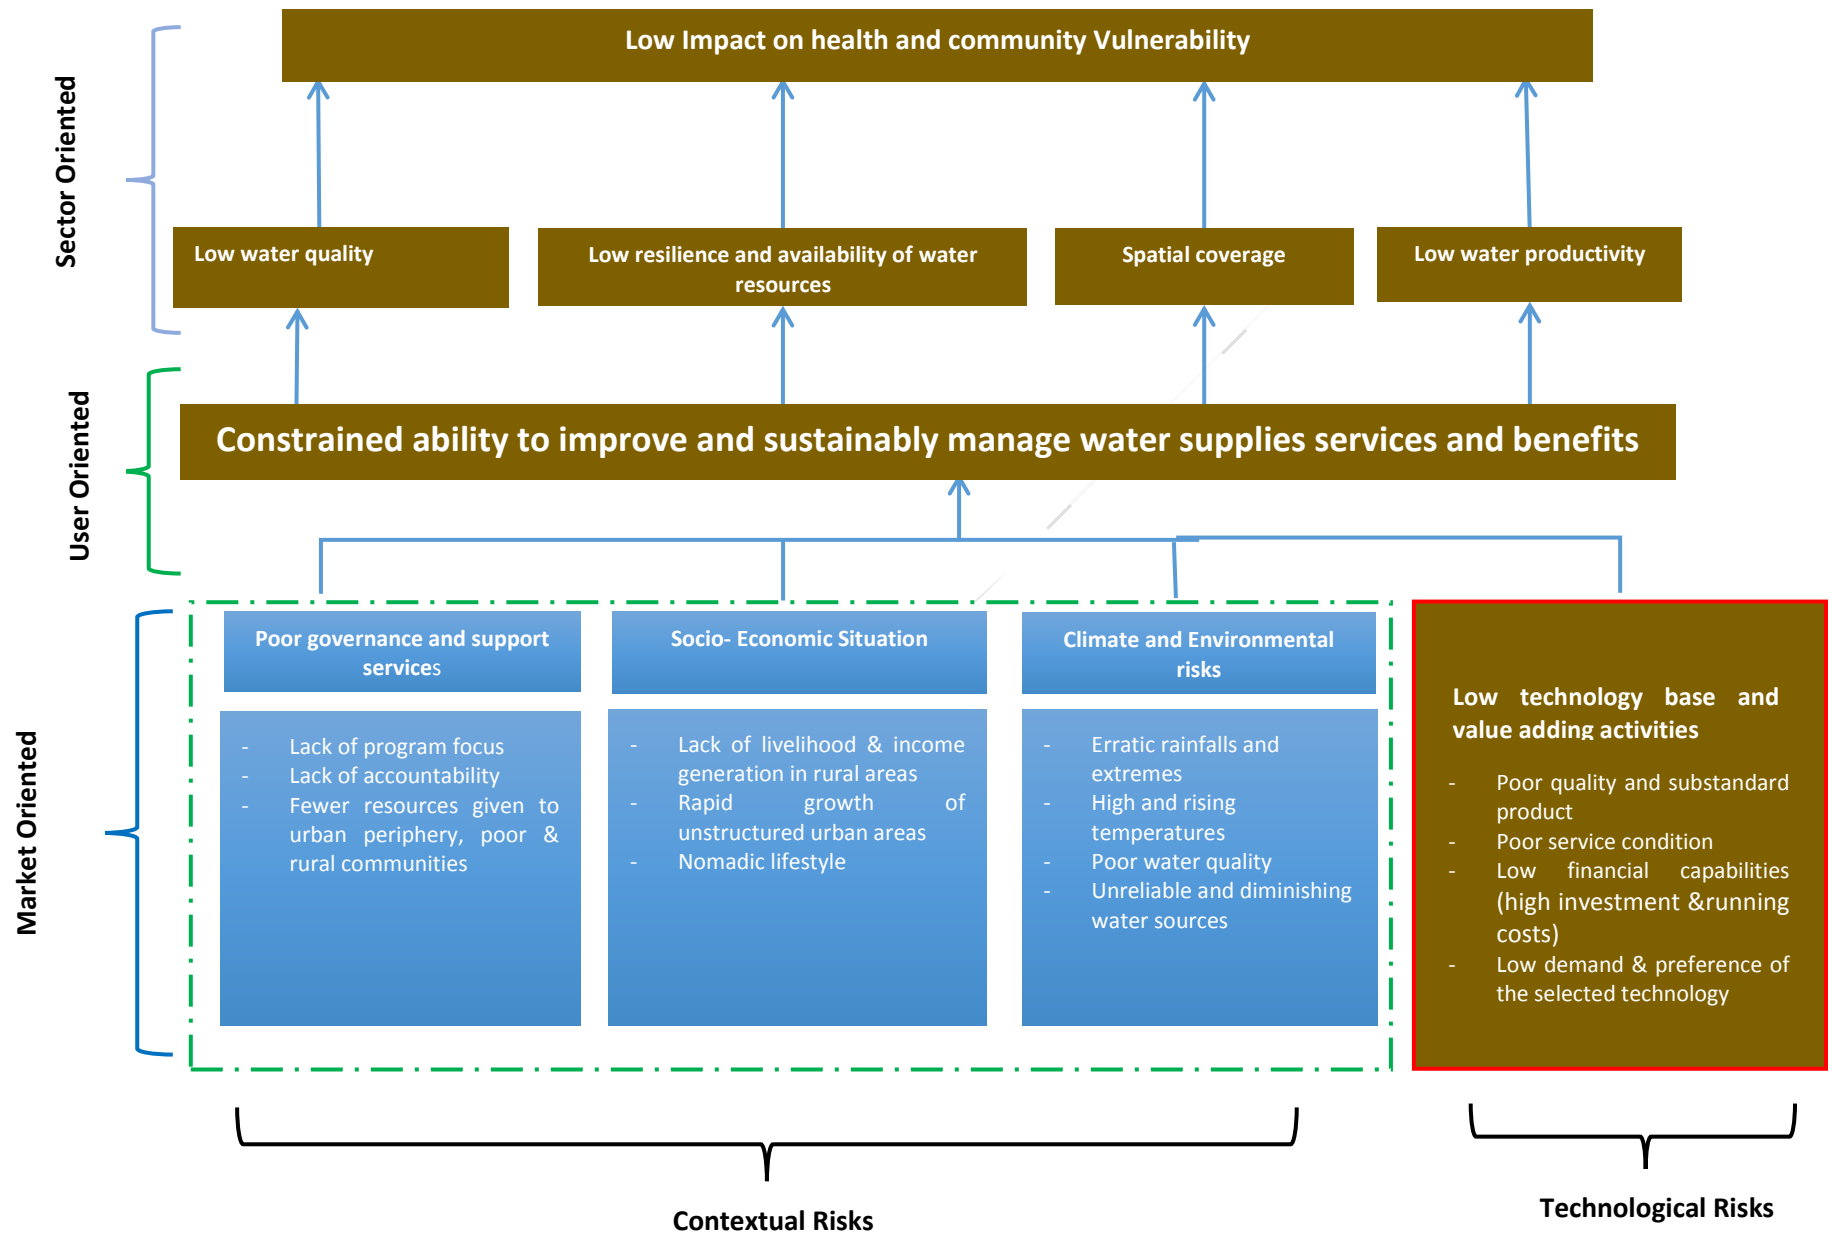 Low Impact on health and community Vulnerability
Sector Oriented
Low water quality
Low resilience and availability of water
resources
Spatial coverage
Low water productivity
User Oriented
Constrained ability to improve and sustainably manage water supplies services and benefits
Market Oriented
Poor governance and support
services
- Lack of program focus
- Lack of accountability
- Fewer resources given to
urban periphery, poor &
rural communities
Socio- Economic Situation
- Lack of livelihood & income
generation in rural areas
- Rapid growth of
unstructured urban areas
- Nomadic lifestyle
Climate and Environmental
risks
- Erratic rainfalls and
extremes
- High and rising
temperatures
- Poor water quality
- Unreliable and diminishing
water sources
Low technology base and
value adding activities
- Poor quality and substandard
product
- Poor service condition
- Low financial capabilities
(high investment &running
costs)
- Low demand & preference of
the selected technology
Contextual Risks
Technological Risks